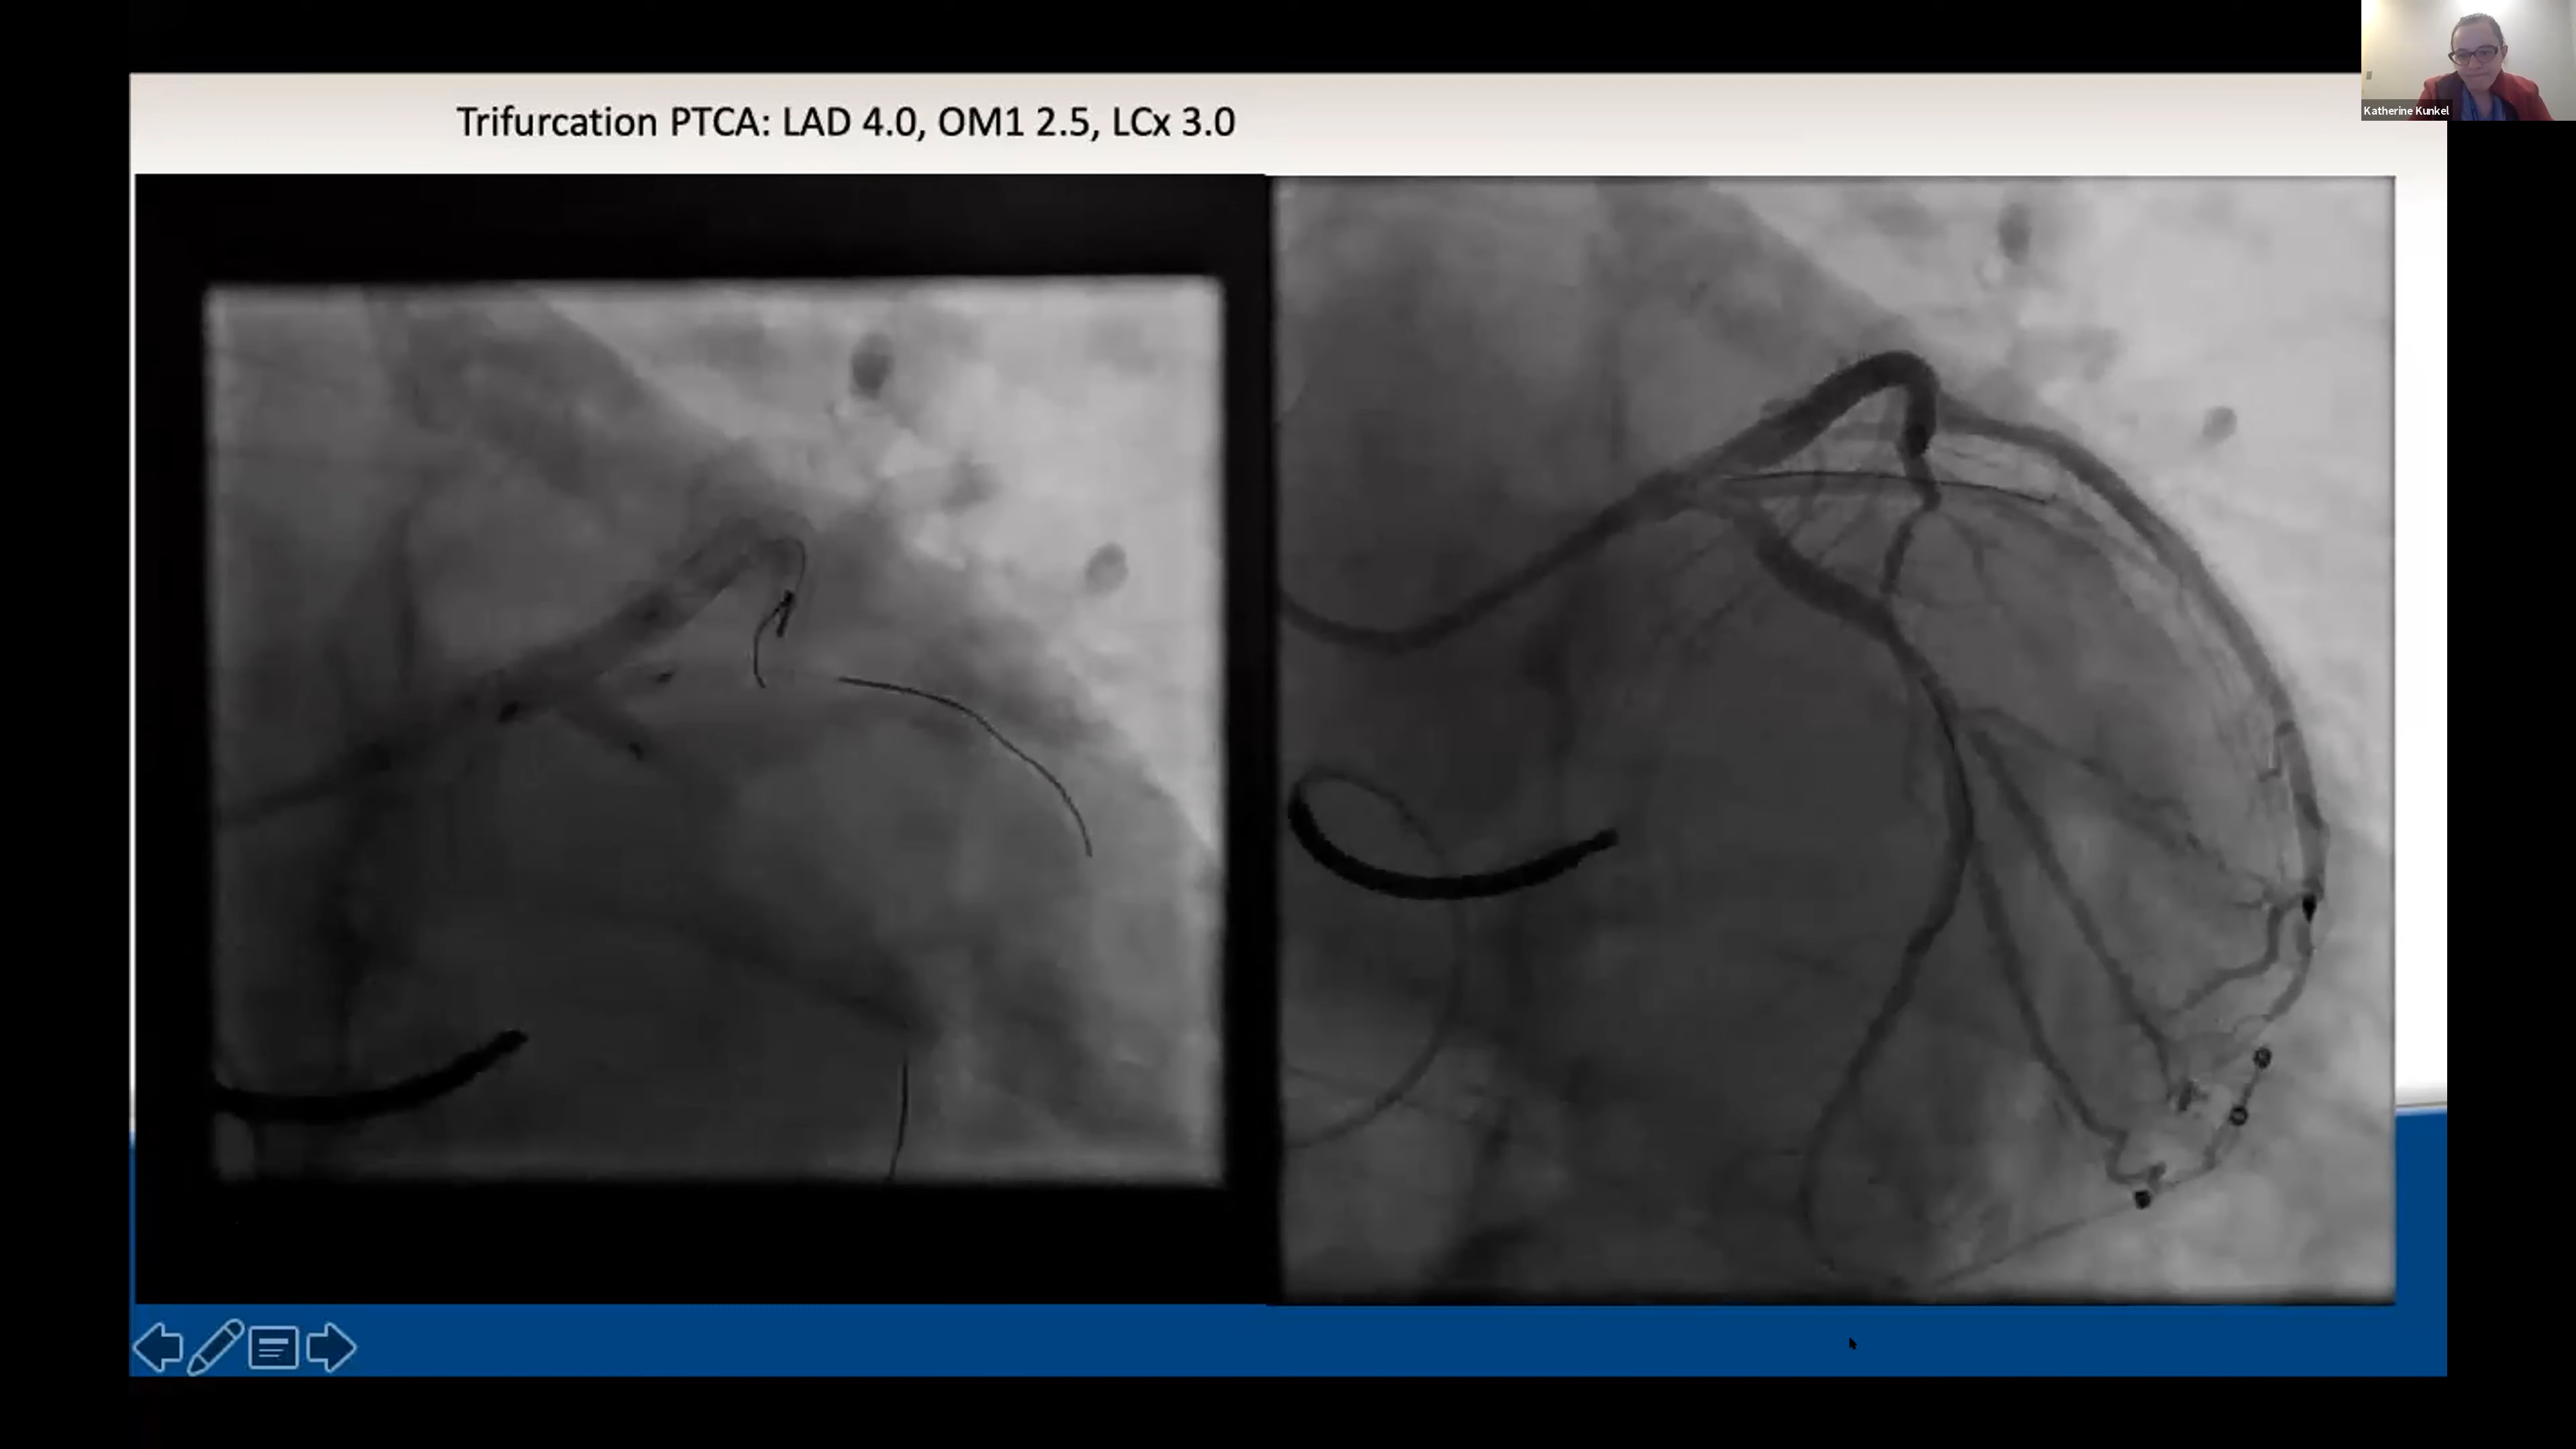 Katherine Kunkel
Trifurcation PTCA: LAD 4.0, OM1 2.5, LCx 3.0